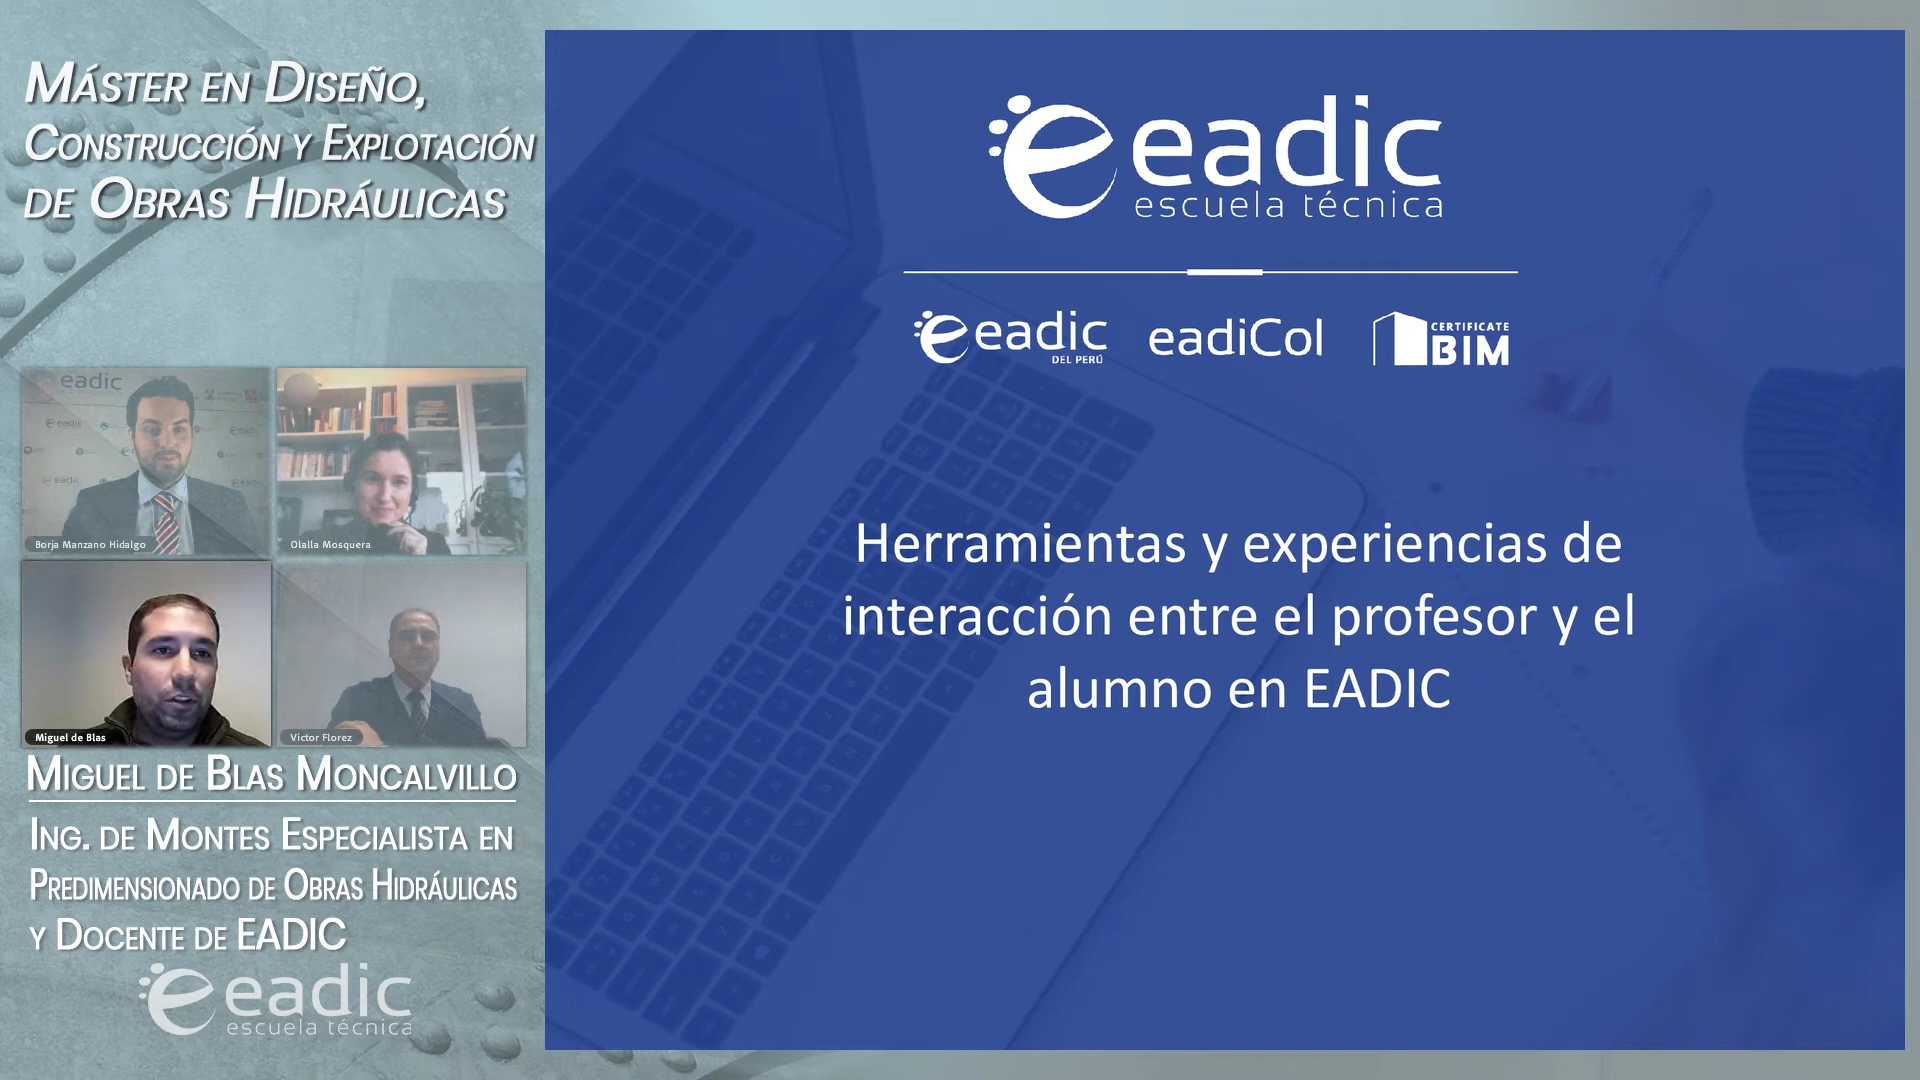 MÁSTER EN DISEÑO,
CONSTRUCCIÓN Y EXPLOTACIÓN
DE OBRAS HIDRÁULICAS
eadic
Borja Manzano Hidalgo
Olalla Mosquera
Miguel de Blas
Victor Florez
MIGUEL DE BLAS MONCALVILLO
ING. DE MONTES ESPECIALISTA EN
PREDIMENSIONADO DE OBRAS HIDRÁULICAS
Y DOCENTE DE EADIC
eadic
escuela técnica
eadic
escuela técnica
eadic
DEL PERÚ
eadiCol
CERTIFICATE
BIM
Herramientas y experiencias de
interacción entre el profesor y el
alumno en EADIC